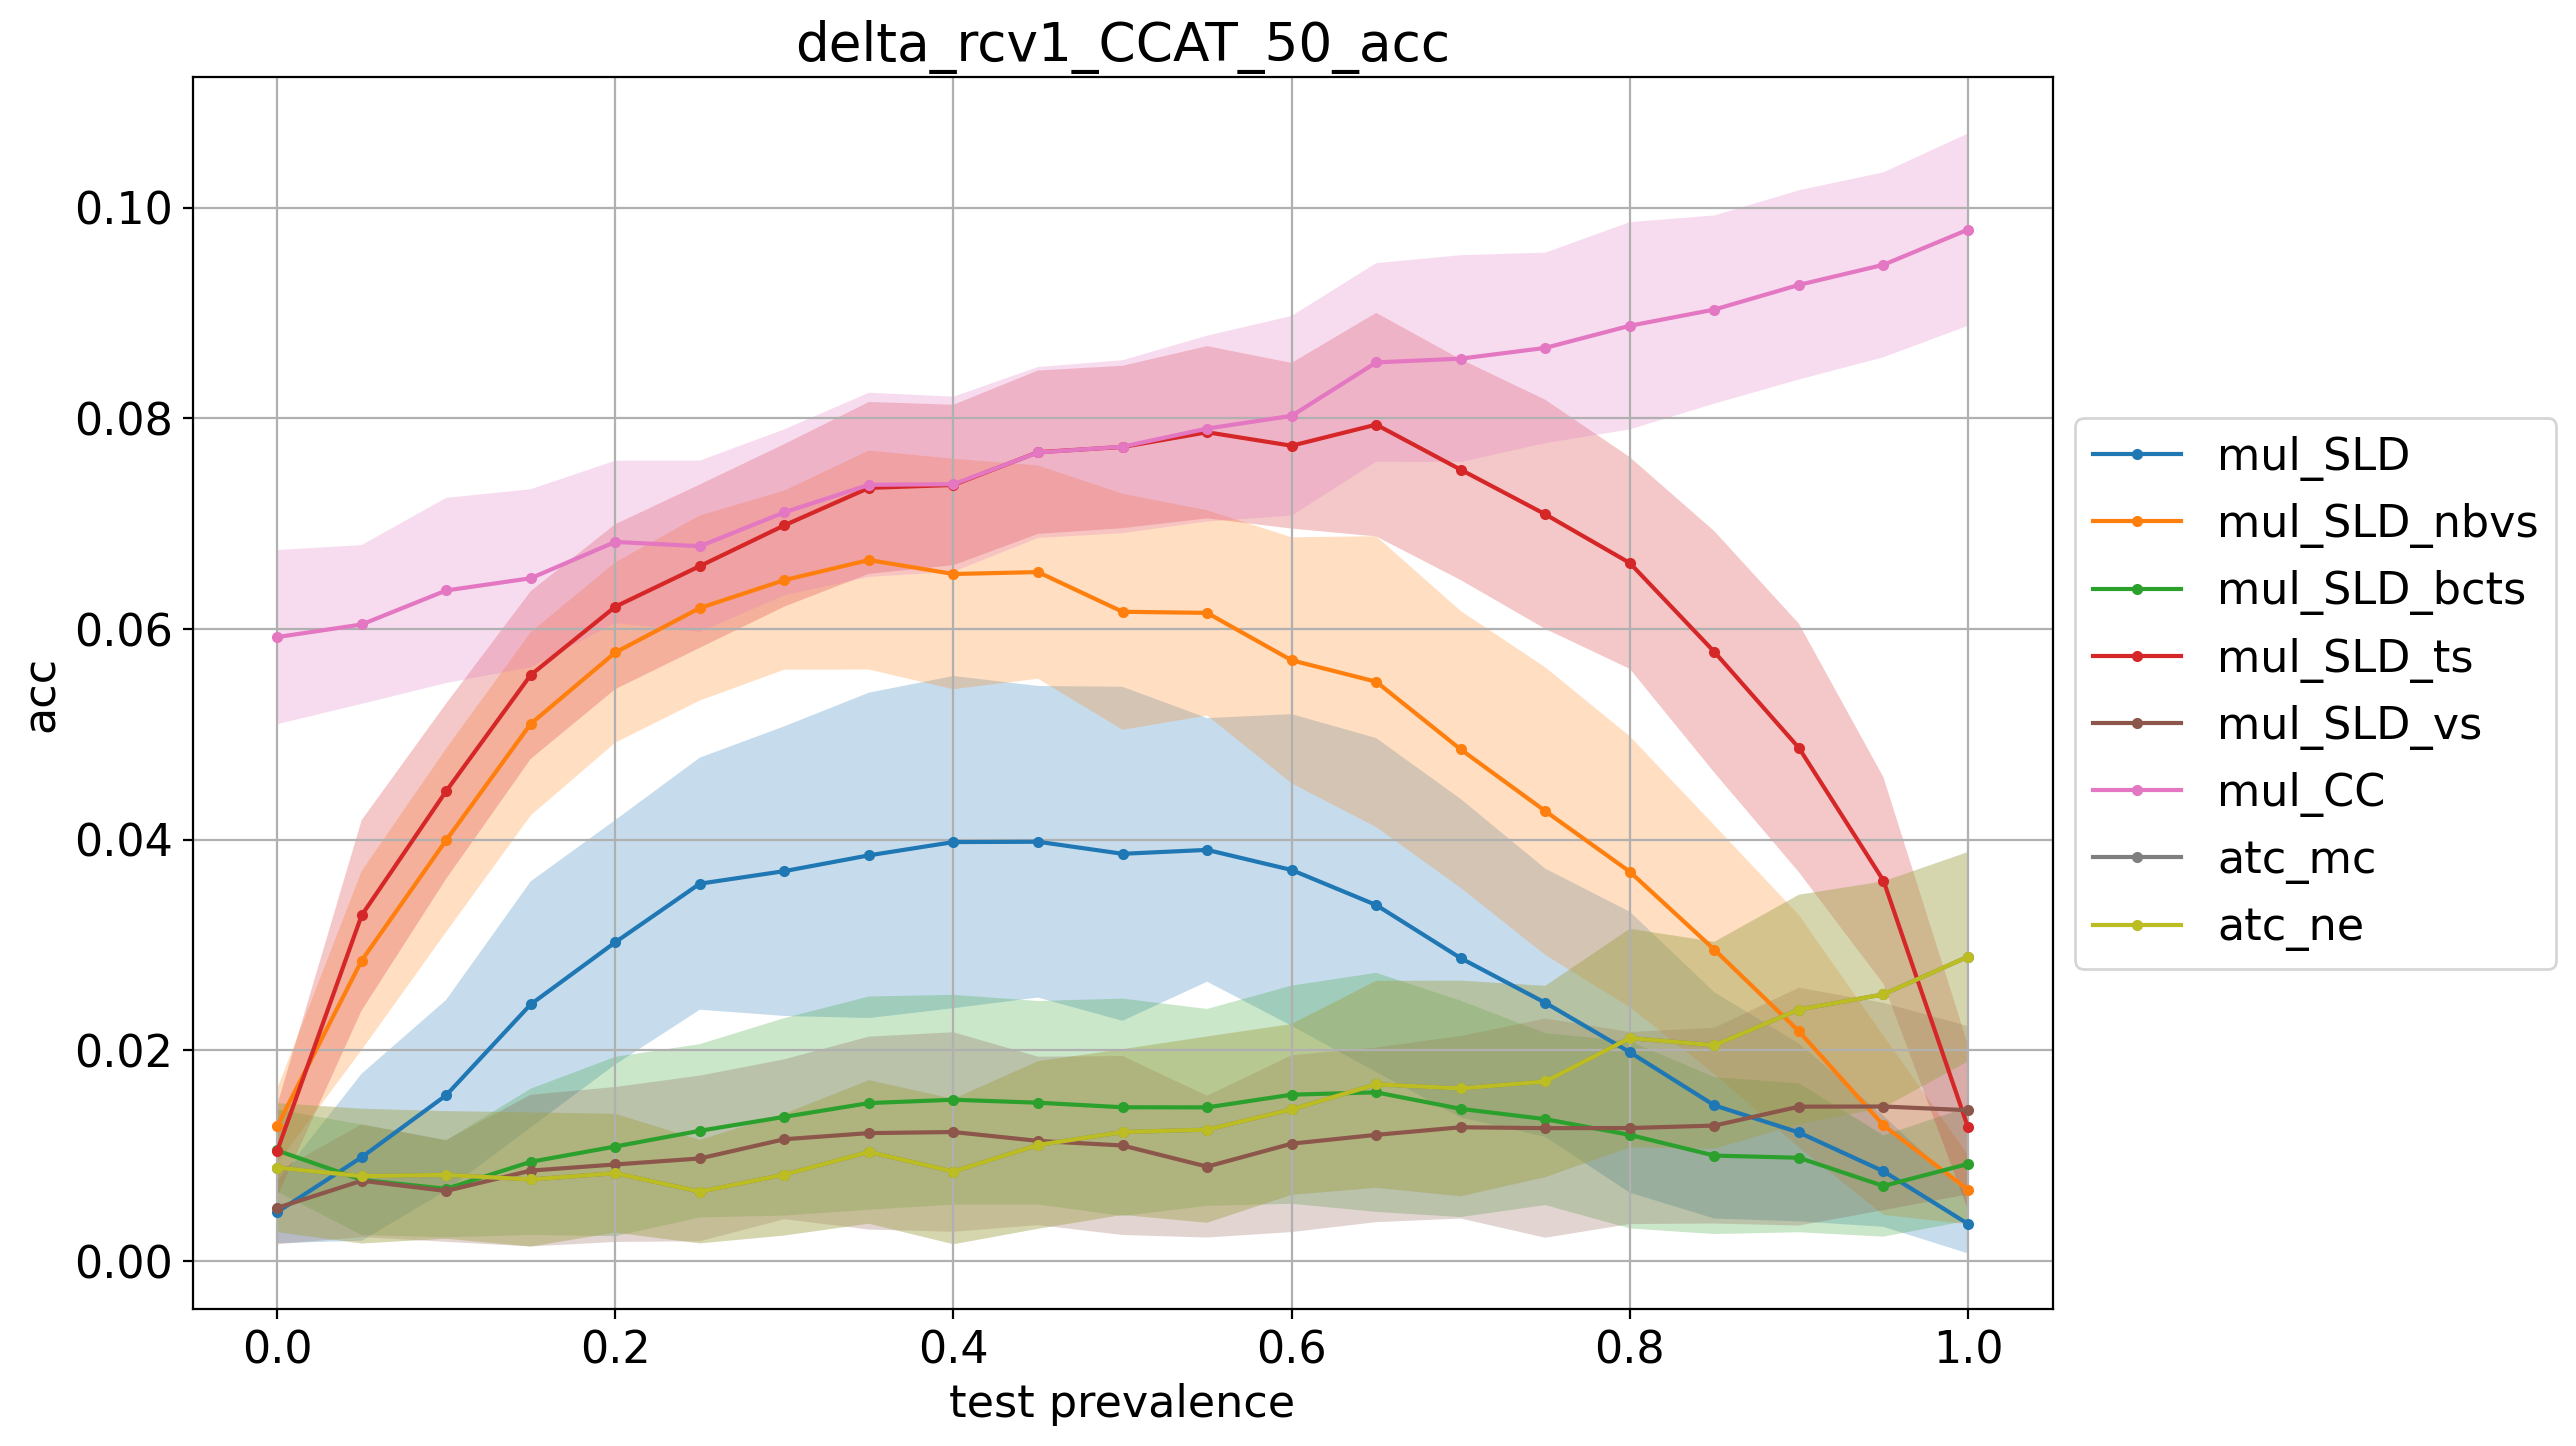 delta_rcv1_CCAT_50_acc
acc
0.10
0.08
0.06
0.04
0.02
0.00
0.0 0.2 0.4 0.6 0.8 1.0
test prevalence
mul_SLD
mul_SLD_nbvs
mul_SLD_bcts
mul_SLD_ts
mul_SLD_vs
mul_CC
atc_mc
atc_ne